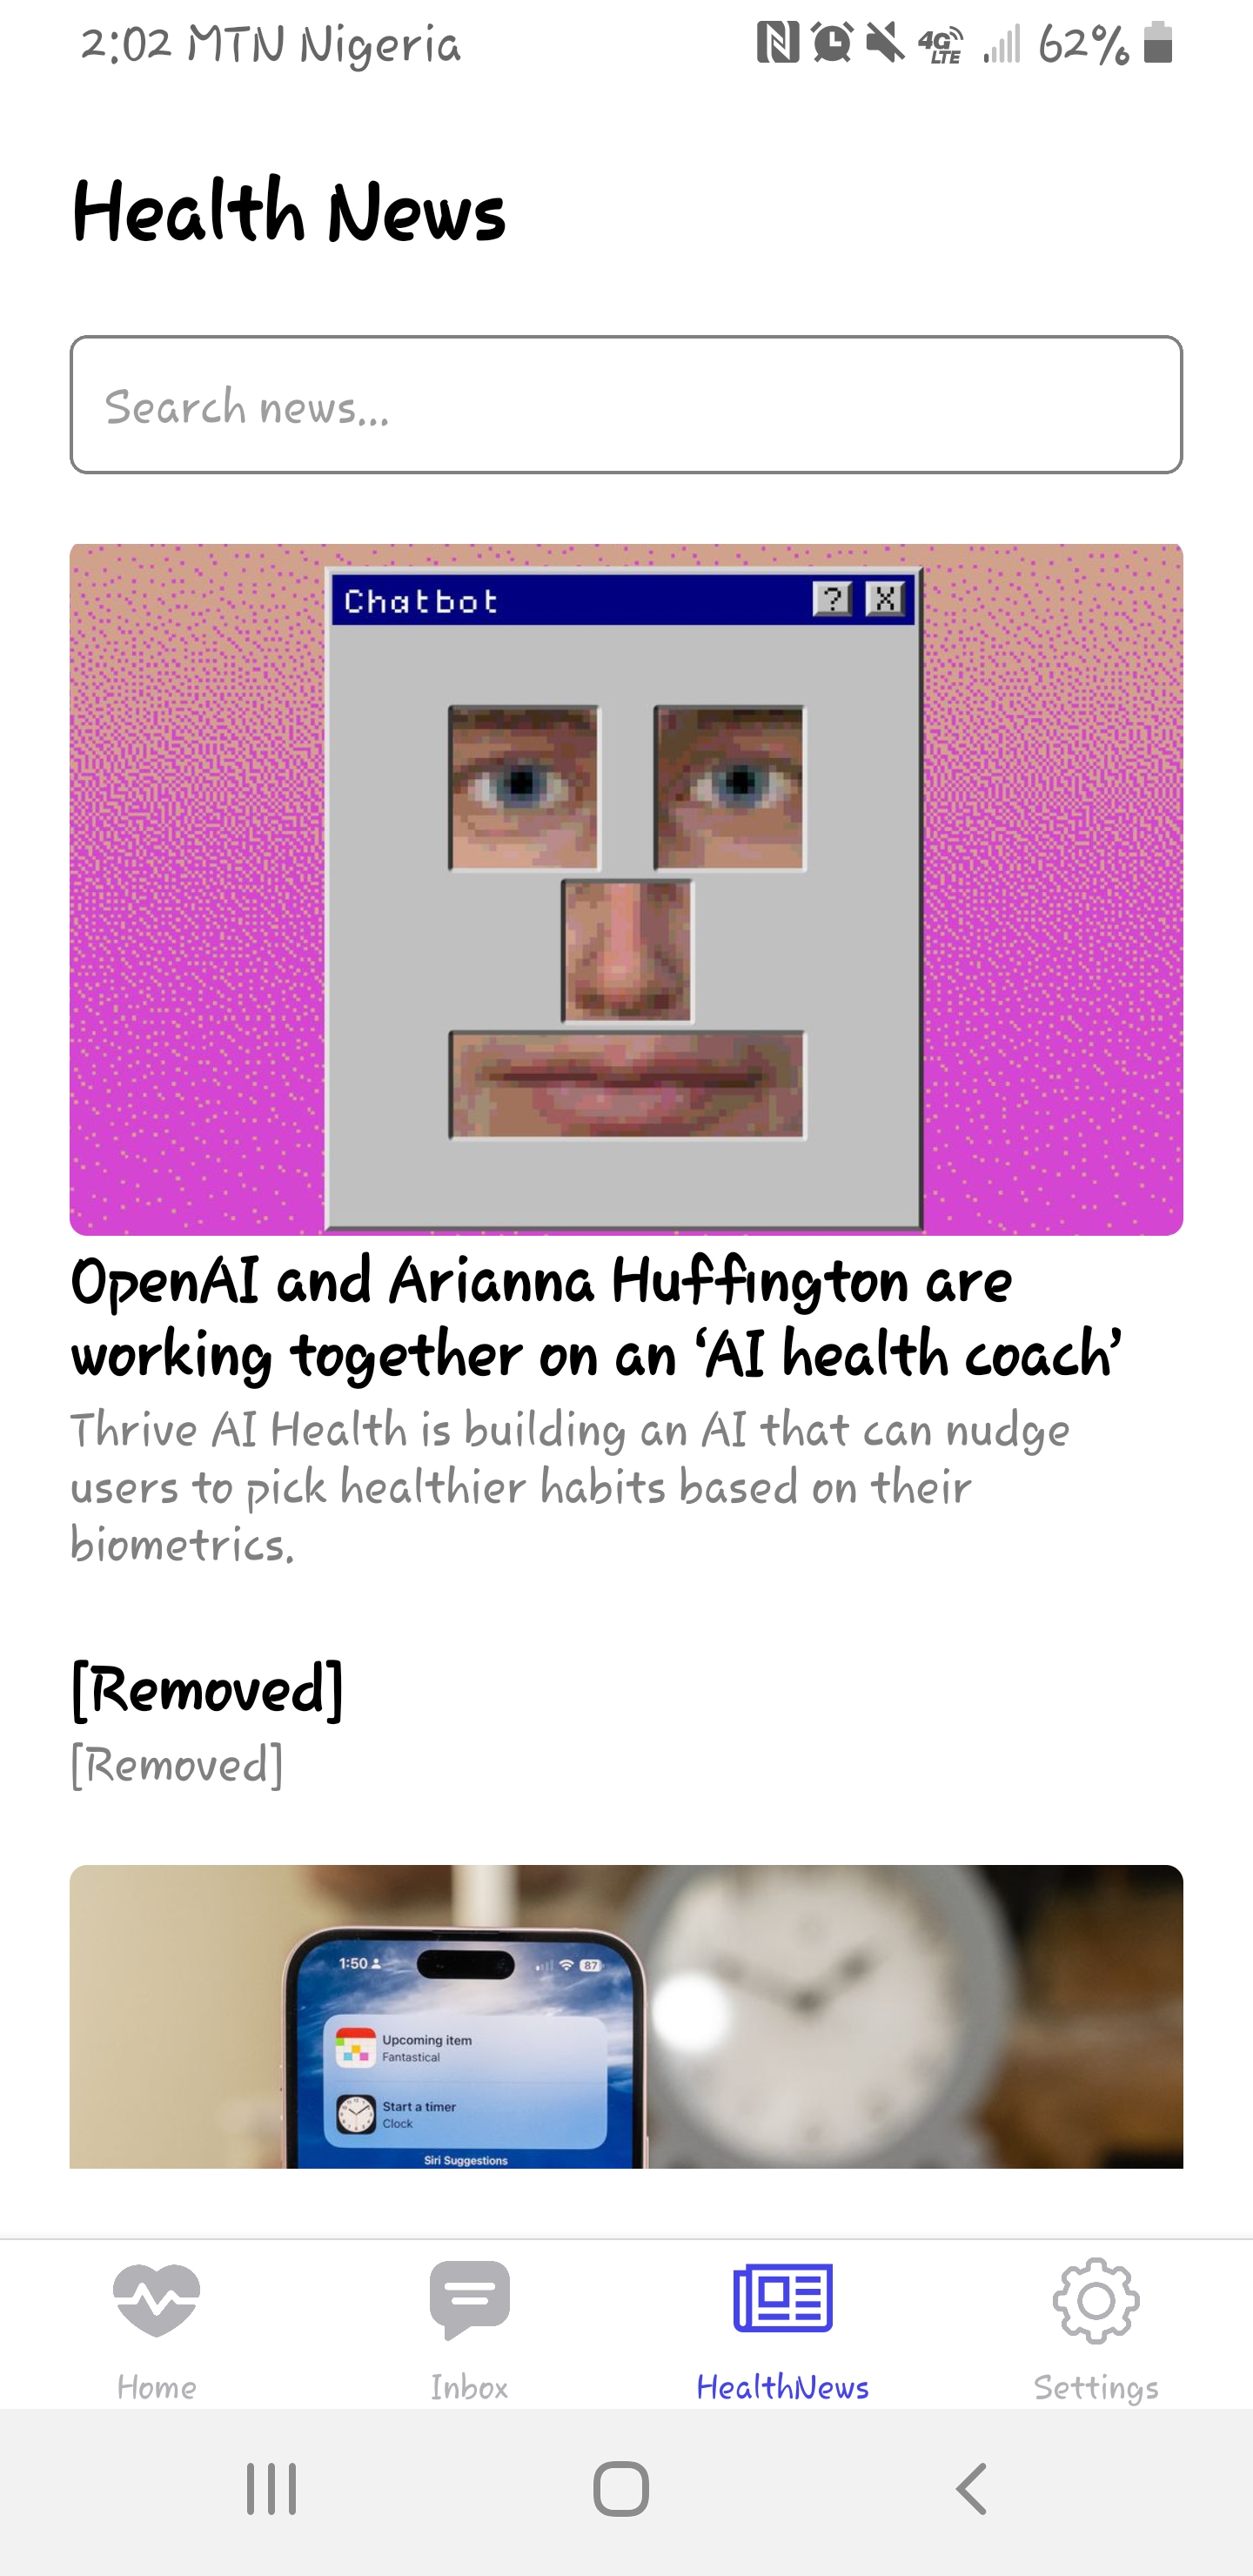 2:02 MTN Nigeria 4G LTE 62%
Health News
Search news...
Chatbot ? X
OpenAI and Arianna Huffington are
working together on an ‘AI health coach’
Thrive AI Health is building an AI that can nudge
users to pick healthier habits based on their
biometrics.
[Removed]
[Removed]
1:50 87
Upcoming item
Fantastical
Start a timer
Clock
Siri Suggestions
Home Inbox HealthNews Settings